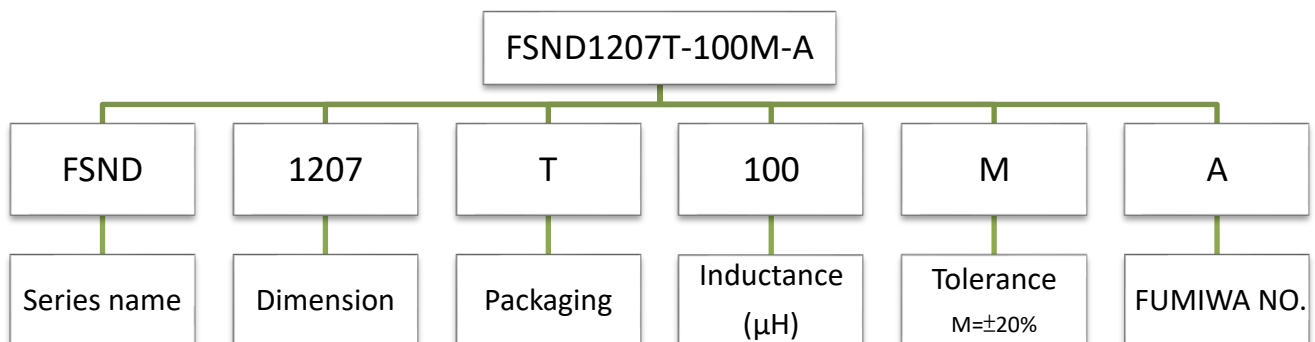 FSND1207T-100M-A
FSND
1207
T
100
M
A
Series name
Dimension
Packaging
Inductance
(μH)
Tolerance
M=±20%
FUMIWA NO.